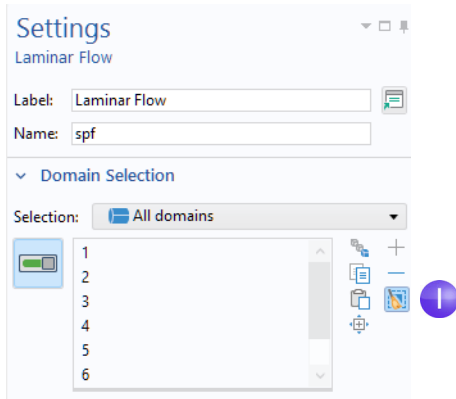 Settings
Laminar Flow
Label: Laminar Flow
Name: spf
Domain Selection
Selection: All domains
1
2
3
4
5
6